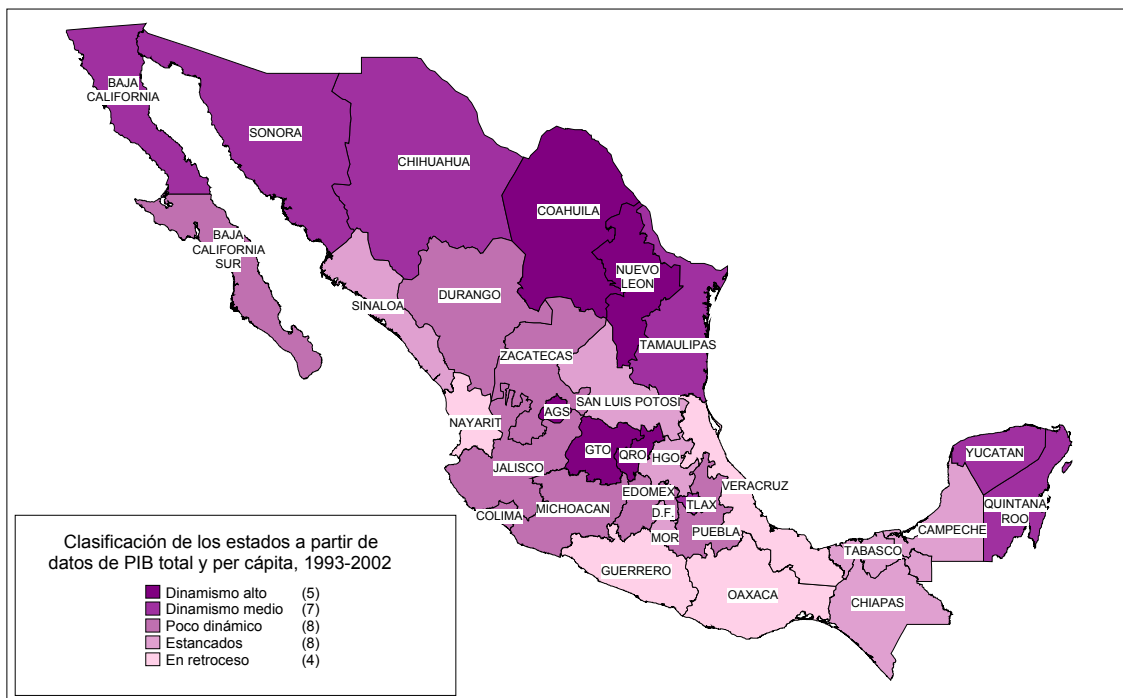 BAJA
CALIFORNIA
SONORA
CHIHUAHUA
COAHUILA
BAJA
CALIFORNIA
SUR
NUEVO
LEON
DURANGO
SINALOA
TAMAULIPAS
ZACATECAS
SAN LUIS POTOSI
AGS
NAYARIT
GTO
QRO
HGO
YUCATAN
JALISCO
VERACRUZ
EDOMEX
QUINTANA
ROO
COLIMA
MICHOACAN
D.F.
TLAX
CAMPECHE
MOR
PUEBLA
TABASCO
GUERRERO
OAXACA
CHIAPAS
Clasificación de los estados a partir de
datos de PIB total y per cápita, 1993-2002
Dinamismo alto (5)
Dinamismo medio (7)
Poco dinámico (8)
Estancados (8)
En retroceso (4)